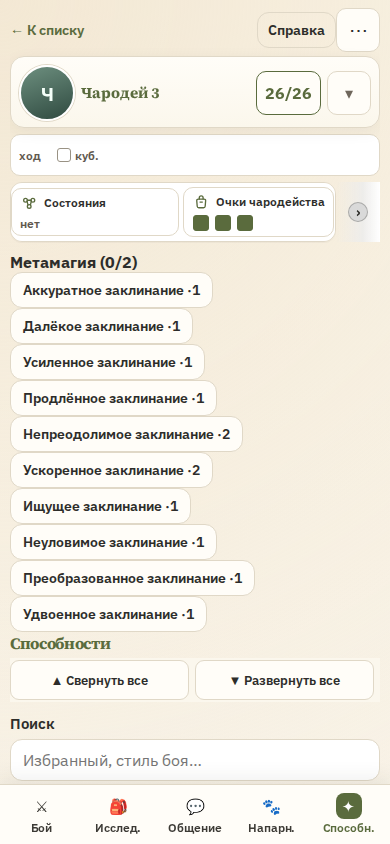 ← К списку
Справка
⋯
Ч
Чародей 3
26/26
▼
ход
куб.
Состояния
нет
Очки чародейства
›
Метамагия (0/2)
Аккуратное заклинание ·1
Далёкое заклинание ·1
Усиленное заклинание ·1
Продлённое заклинание ·1
Непреодолимое заклинание ·2
Ускоренное заклинание ·2
Ищущее заклинание ·1
Неуловимое заклинание ·1
Преобразованное заклинание ·1
Удвоенное заклинание ·1
Способности
▲ Свернуть все
▼ Развернуть все
Поиск
Избранный, стиль боя...
Бой
Исслед.
Общение
Напарн.
Способн.